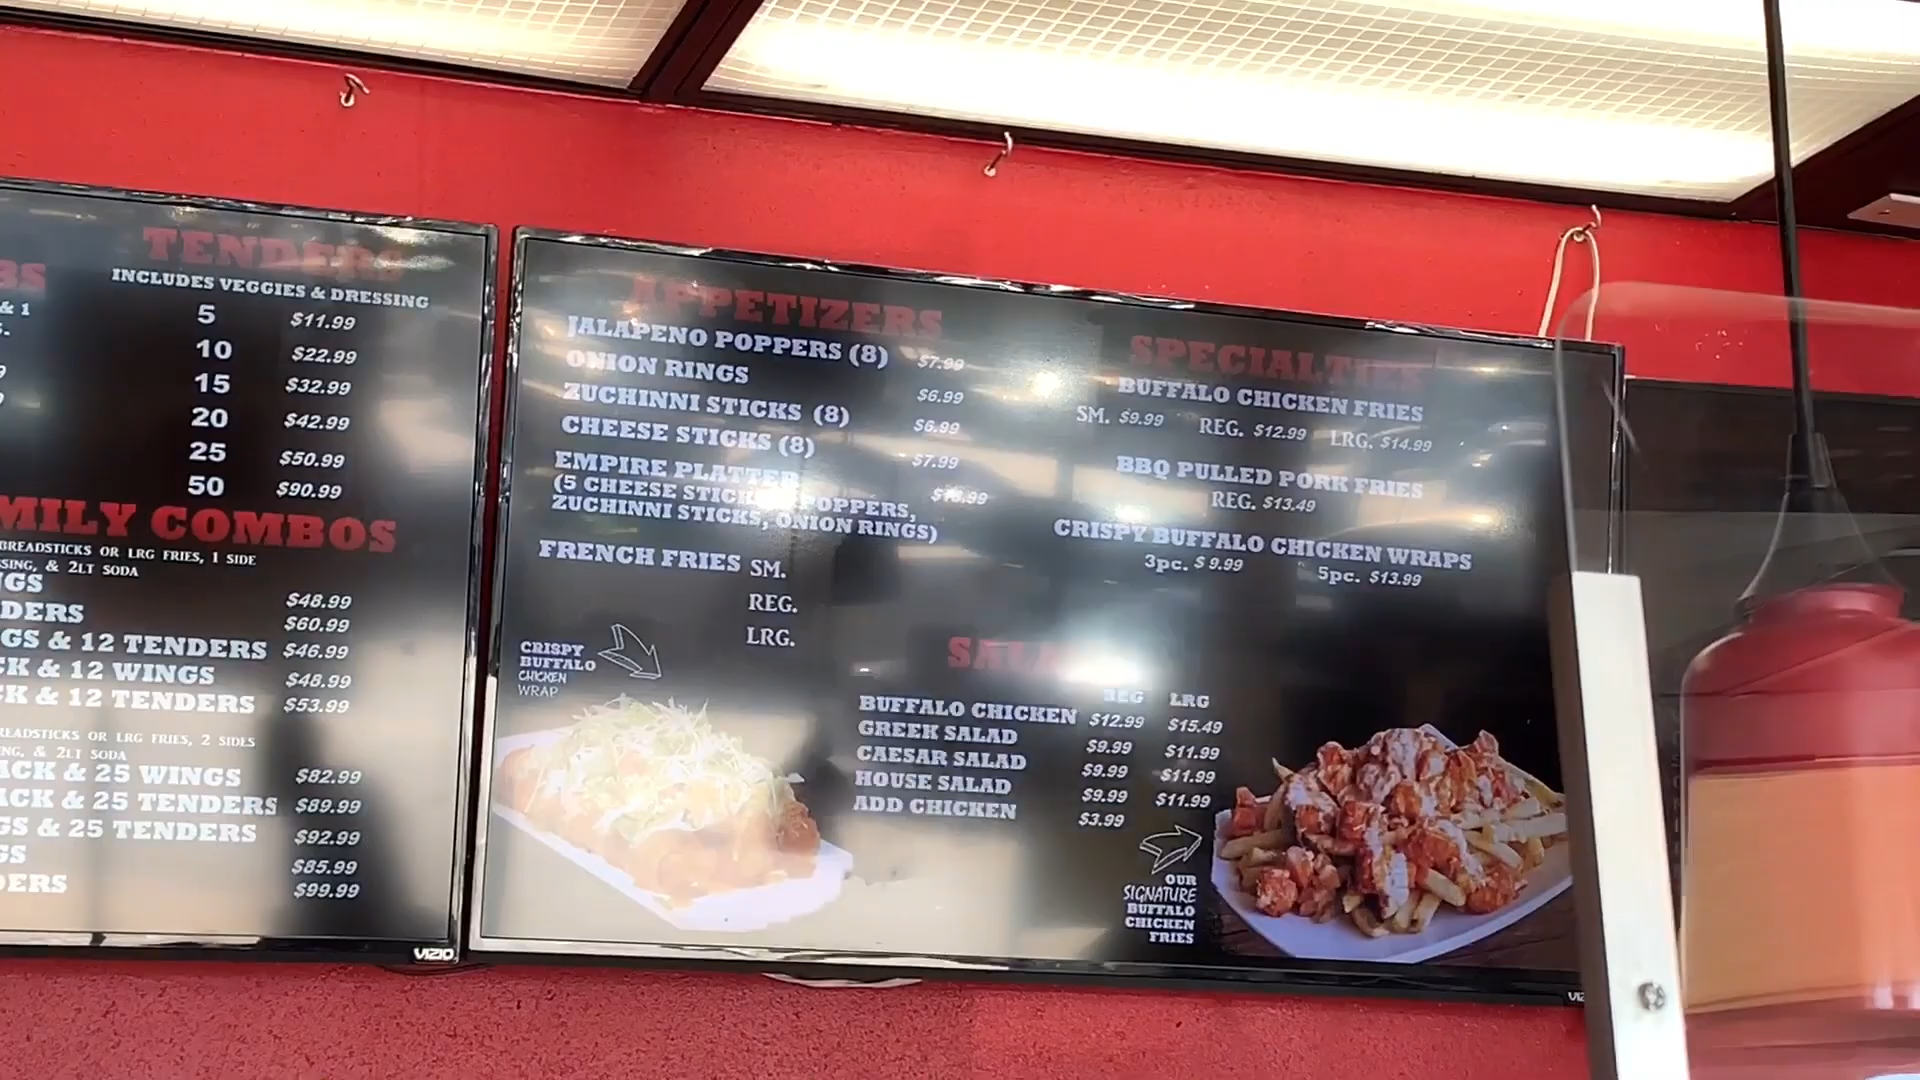 BS
& 1
TENDERS
INCLUDES VEGGIES & DRESSING
5 $11.99
10 $22.99
15 $32.99
20 $42.99
25 $50.99
50 $90.99
MILY COMBOS
BREADSTICKS OR LRG FRIES, 1 SIDE
SING, & 2LT SODA
NGS $48.99
DERS $60.99
GS & 12 TENDERS $46.99
CK & 12 WINGS $48.99
CK & 12 TENDERS $53.99
READSTICKS OR LRG FRIES, 2 SIDES
NG, & 2LT SODA
ACK & 25 WINGS $82.99
ACK & 25 TENDERS $89.99
GS & 25 TENDERS $92.99
GS $85.99
DERS $99.99
VIZIO
APPETIZERS
JALAPENO POPPERS (8) $7.99
ONION RINGS $6.99
ZUCHINNI STICKS (8) $6.99
CHEESE STICKS (8) $7.99
EMPIRE PLATTER
(5 CHEESE STICKS, POPPERS,
ZUCHINNI STICKS, ONION RINGS)
FRENCH FRIES SM.
REG.
LRG.
CRISPY
BUFFALO
CHICKEN
WRAP
SPECIALTIES
BUFFALO CHICKEN FRIES
SM. $9.99 REG. $12.99 LRG. $14.99
BBQ PULLED PORK FRIES
REG. $13.49
CRISPY BUFFALO CHICKEN WRAPS
3pc. $9.99 5pc. $13.99
REG LRG
BUFFALO CHICKEN $12.99 $15.49
GREEK SALAD $9.99 $11.99
CAESAR SALAD $9.99 $11.99
HOUSE SALAD $9.99 $11.99
ADD CHICKEN $3.99
OUR
SIGNATURE
BUFFALO
CHICKEN
FRIES